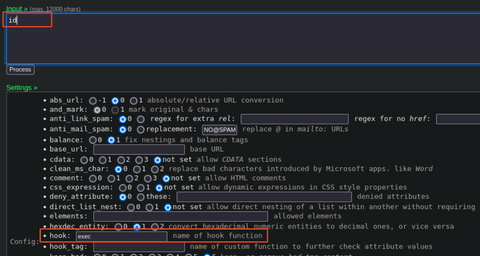 Input » (max. 12000 chars)
id
Process
Settings »
• abs_url: -1 0 1 absolute/relative URL conversion
• and_mark: 0 1 mark original & chars
• anti_link_spam: 0 regex for extra rel: regex for no href:
• anti_mail_spam: 0 replacement: NO@SPAM replace @ in mailto: URLs
• balance: 0 1 fix nestings and balance tags
• base_url: base URL
• cdata: 0 1 2 3 not set allow CDATA sections
• clean_ms_char: 0 1 2 replace bad characters introduced by Microsoft apps. like Word
• comment: 0 1 2 3 not set allow HTML comments
• css_expression: 0 1 not set allow dynamic expressions in CSS style properties
• deny_attribute: 0 these: denied attributes
• direct_list_nest: 0 1 not set allow direct nesting of a list within another without requiring
• elements: allowed elements
• hexdec_entity: 0 1 2 convert hexadecimal numeric entities to decimal ones, or vice versa
• hook: exec name of hook function
Config: • hook_tag: name of custom function to further check attribute values